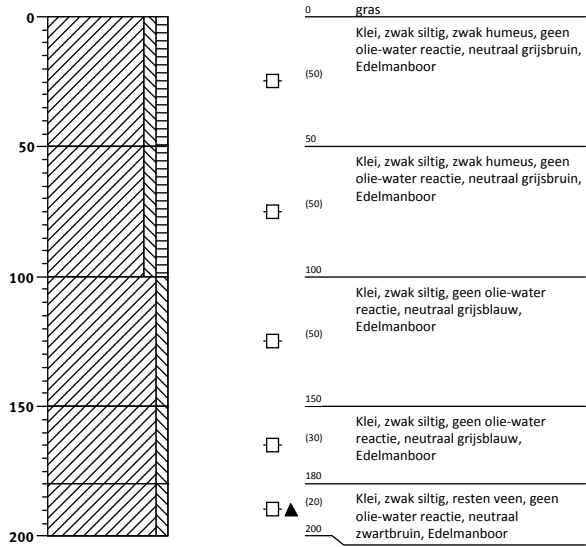 0
50
100
150
200
0 gras
Klei, zwak siltig, zwak humeus, geen
(50) olie-water reactie, neutraal grijsbruin,
Edelmanboor
50
Klei, zwak siltig, zwak humeus, geen
(50) olie-water reactie, neutraal grijsbruin,
Edelmanboor
100
Klei, zwak siltig, geen olie-water
(50) reactie, neutraal grijsblauw,
Edelmanboor
150
Klei, zwak siltig, geen olie-water
(30) reactie, neutraal grijsblauw,
Edelmanboor
180
(20) Klei, zwak siltig, resten veen, geen
olie-water reactie, neutraal
200 zwartbruin, Edelmanboor